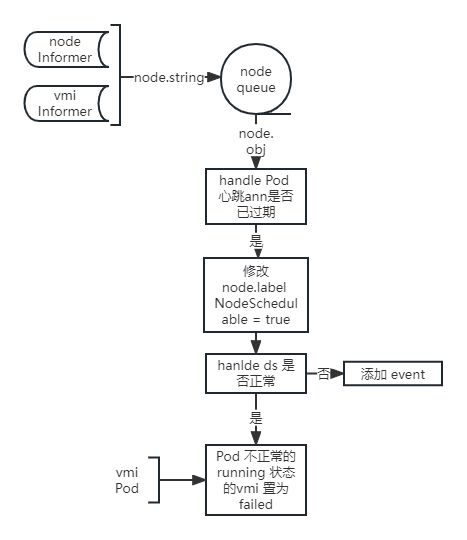 node
Informer
vmi
Informer
node.string
node
queue
node.
obj
handle Pod
心跳ann是否
已过期
是
修改
node.label
NodeSchedul
able = true
hanlde ds 是
否正常
否
添加 event
是
vmi
Pod
Pod 不正常的
running 状态
的vmi 置为
failed